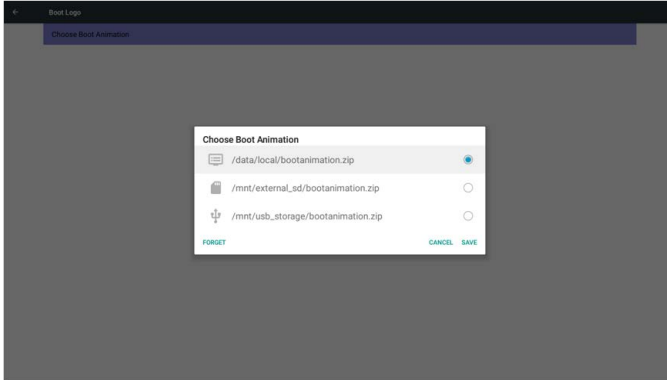 Boot Logo
Choose Boot Animation
Choose Boot Animation
/data/local/bootanimation.zip
/mnt/external_sd/bootanimation.zip
/mnt/usb_storage/bootanimation.zip
FORGET CANCEL SAVE